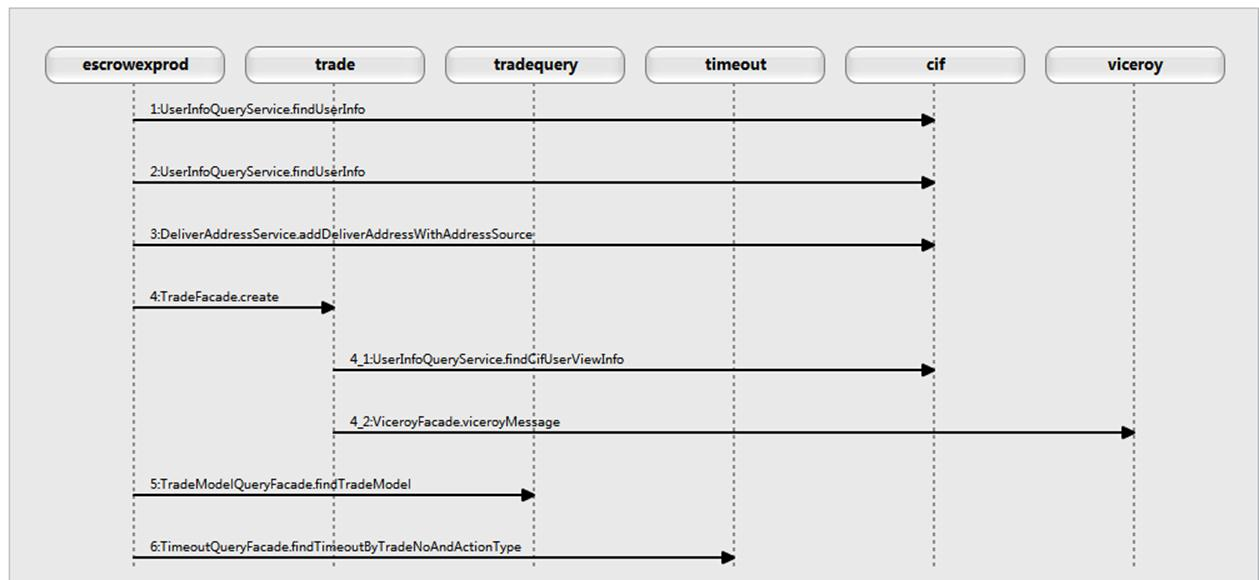 escrowexprod trade tradequery timeout cif viceroy
1:UserInfoQueryService.findUserInfo
2:UserInfoQueryService.findUserInfo
3:DeliverAddressService.addDeliverAddressWithAddressSource
4:TradeFacade.create
4_1:UserInfoQueryService.findCifUserViewInfo
4_2:ViceroyFacade.viceroyMessage
5:TradeModelQueryFacade.findTradeModel
6:TimeoutQueryFacade.findTimeoutByTradeNoAndActionType